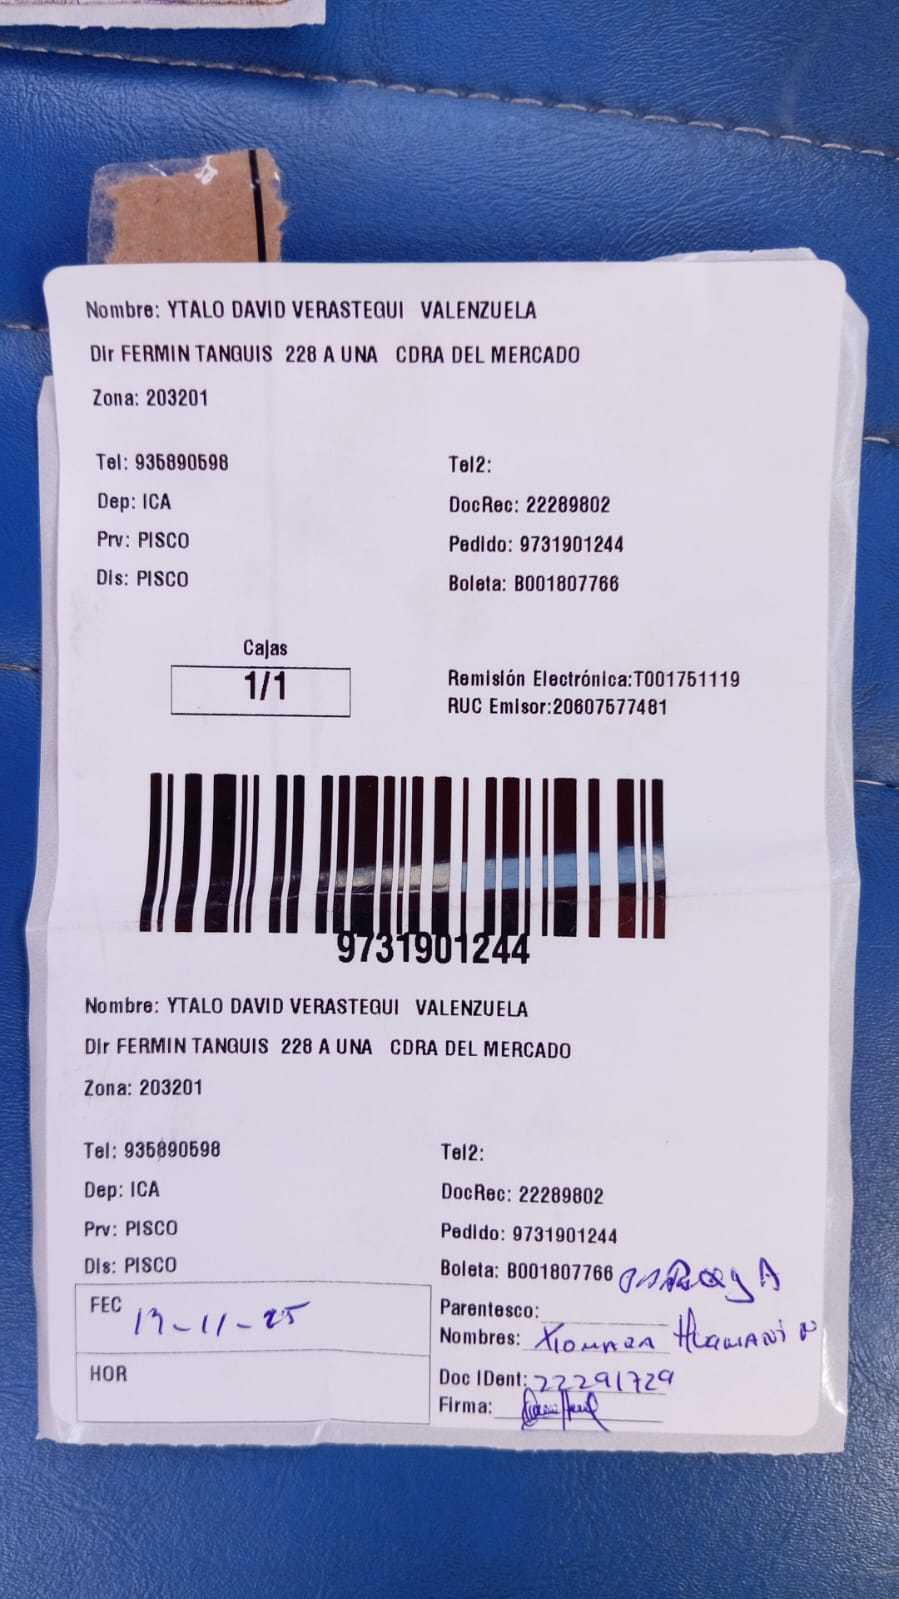 Nombre: YTALO DAVID VERASTEGUI VALENZUELA
DIr FERMIN TANGUIS 228 A UNA CDRA DEL MERCADO
Zona: 203201
Tel: 935890598 Tel2:
Dep: ICA DocRec: 22289802
Prv: PISCO Pedido: 9731901244
DIs: PISCO Boleta: B001807766
Cajas
1/1
Remisión Electrónica:T001751119
RUC Emisor:20607577481
9731901244
Nombre: YTALO DAVID VERASTEGUI VALENZUELA
DIr FERMIN TANGUIS 228 A UNA CDRA DEL MERCADO
Zona: 203201
Tel: 935890598 Tel2:
Dep: ICA DocRec: 22289802
Prv: PISCO Pedido: 9731901244
DIs: PISCO Boleta: B001807766
FEC
Parentesco:
Nombres: XIOMARA
HOR
Doc IDent: 22291729
Firma: